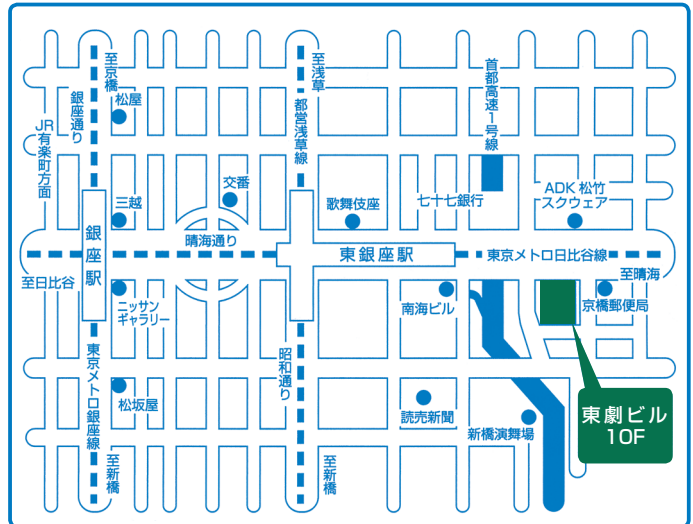 至京橋
至浅草
首都高速1号線
銀座通り
松屋
都営浅草線
JR有楽町方面
三越
交番
歌舞伎座
七十七銀行
ADK 松竹
スクウェア
銀座駅
晴海通り
東銀座駅
東京メトロ日比谷線
至日比谷
至晴海
ニッサン
ギャラリー
南海ビル
京橋郵便局
東京メトロ銀座線
昭和通り
松坂屋
読売新聞
新橋演舞場
東劇ビル
10F
至新橋
至新橋